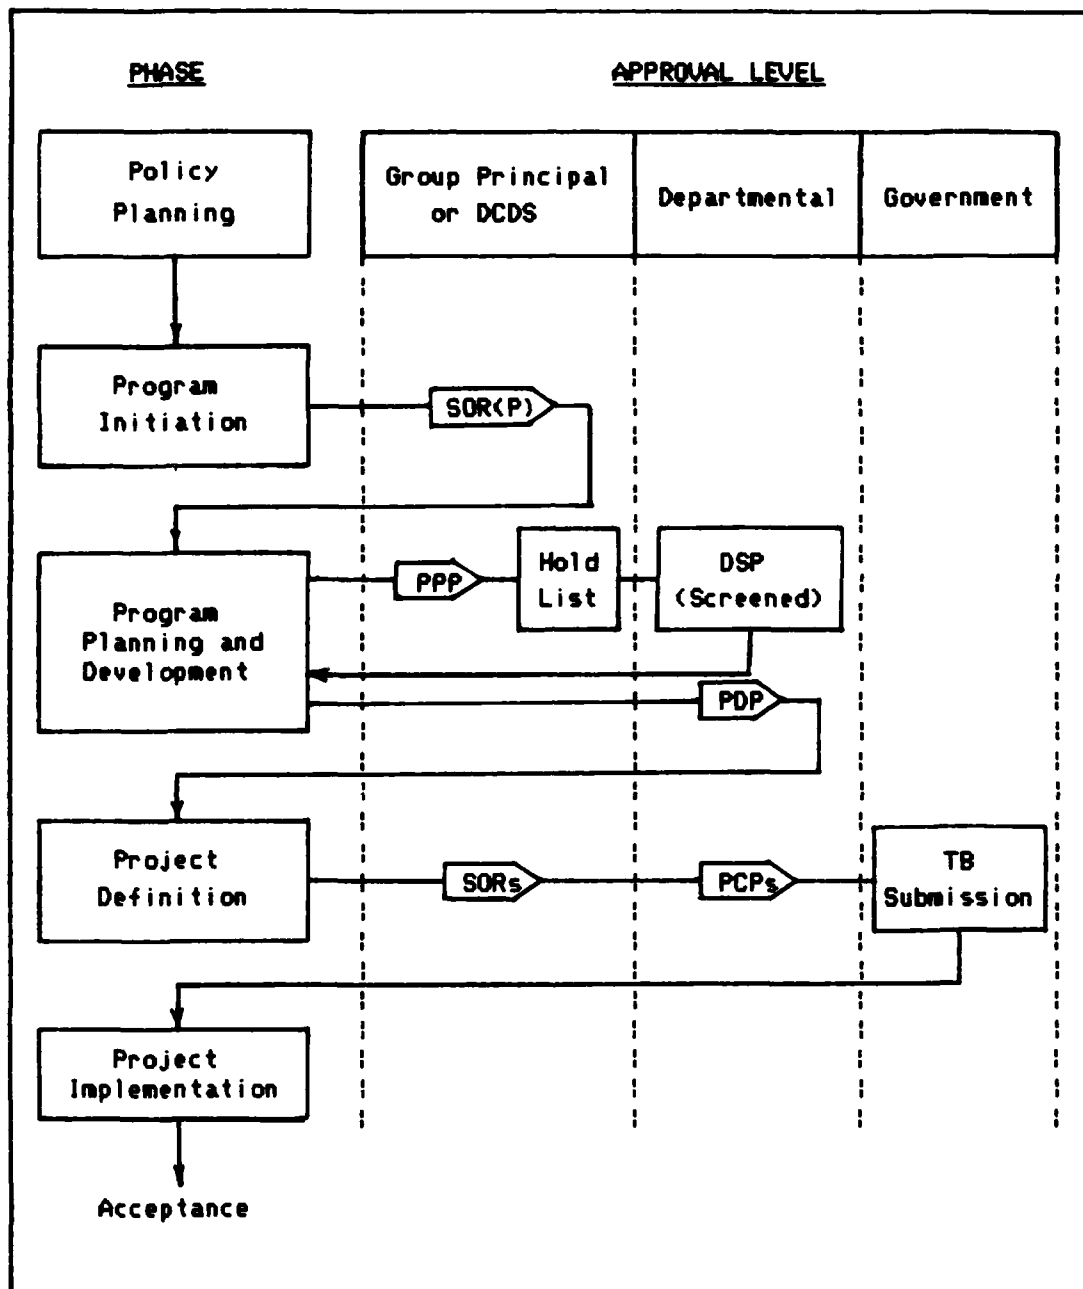 PHASE
APPROVAL LEVEL
Policy
Planning
Group Principal
or DCDS
Departmental
Government
Program
Initiation
SOR(P)
Program
Planning and
Development
PPP
Hold
List
DSP
(Screened)
PDP
Project
Definition
SORs
PCPs
TB
Submission
Project
Implementation
Acceptance